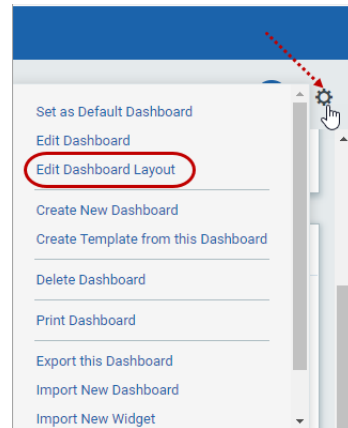 Set as Default Dashboard
Edit Dashboard
Edit Dashboard Layout
Create New Dashboard
Create Template from this Dashboard
Delete Dashboard
Print Dashboard
Export this Dashboard
Import New Dashboard
Import New Widget